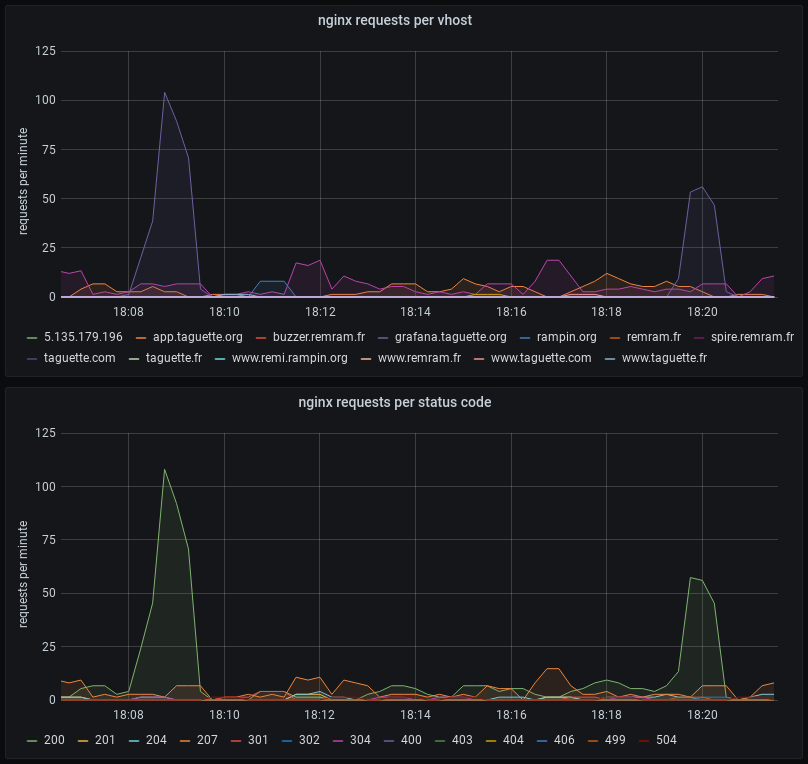 nginx requests per vhost
125
100
75
50
25
0
requests per minute
18:08 18:10 18:12 18:14 18:16 18:18 18:20
5.135.179.196 app.taguette.org buzzer.remram.fr grafana.taguette.org rampin.org remram.fr spire.remram.fr
taguette.com taguette.fr www.remi.rampin.org www.remram.fr www.taguette.com www.taguette.fr
nginx requests per status code
125
100
75
50
25
0
requests per minute
18:08 18:10 18:12 18:14 18:16 18:18 18:20
200 201 204 207 301 302 304 400 403 404 406 499 504